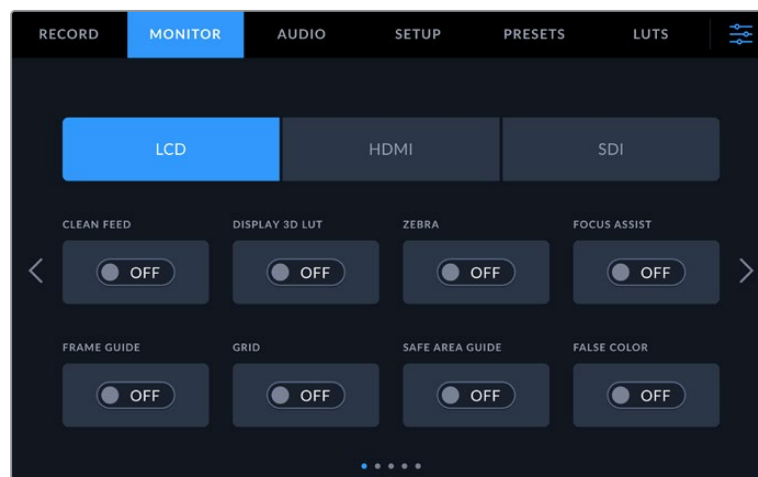 RECORD MONITOR AUDIO SETUP PRESETS LUTS
LCD HDMI SDI
CLEAN FEED DISPLAY 3D LUT ZEBRA FOCUS ASSIST
OFF OFF OFF OFF
FRAME GUIDE GRID SAFE AREA GUIDE FALSE COLOR
OFF OFF OFF OFF